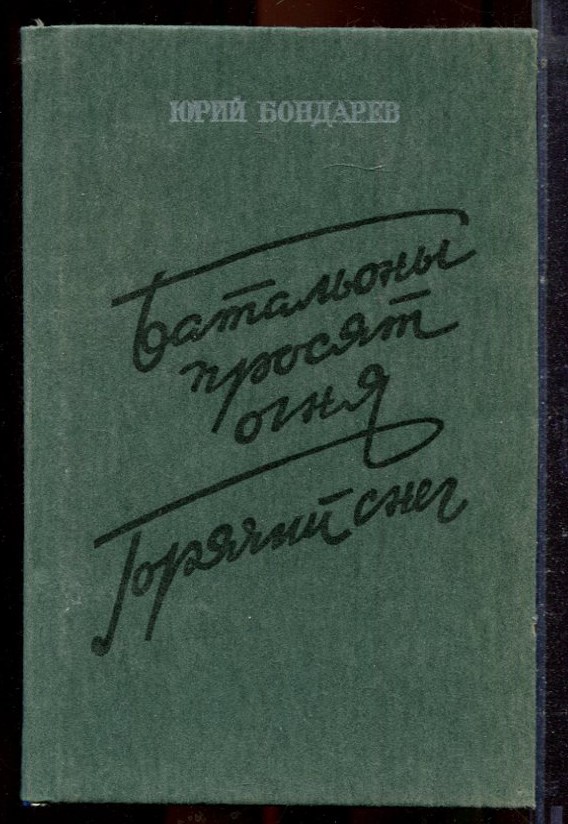 ЮРИЙ БОНДАРЕВ
Батальоны
просят
огня
Горячий снег